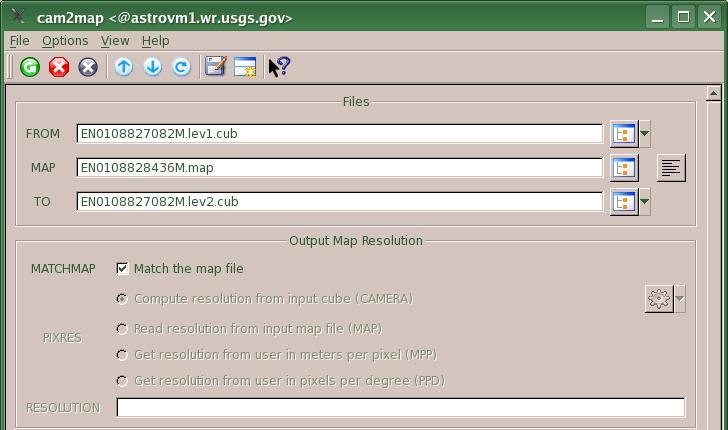 cam2map <@astrovm1.wr.usgs.gov>
File Options View Help
Files
FROM EN0108827082M.lev1.cub
MAP EN0108828436M.map
TO EN0108827082M.lev2.cub
Output Map Resolution
MATCHMAP Match the map file
Compute resolution from input cube (CAMERA)
Read resolution from input map file (MAP)
PIXRES
Get resolution from user in meters per pixel (MPP)
Get resolution from user in pixels per degree (PPD)
RESOLUTION